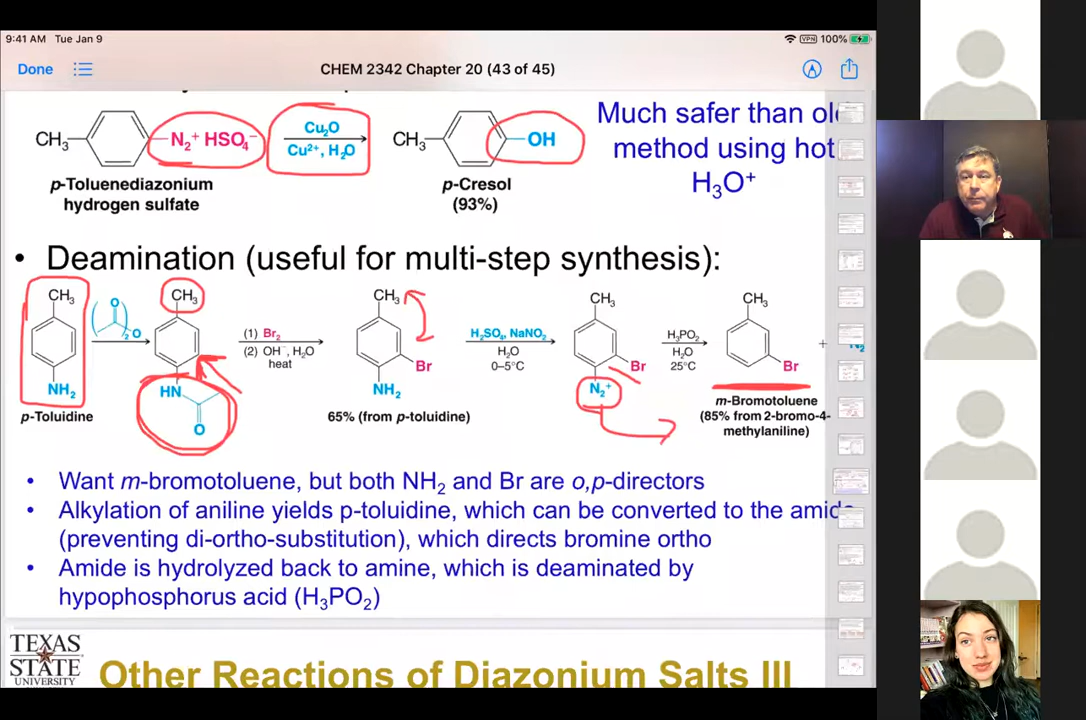 9:41 AM Tue Jan 9
VPN 100%
Done
CHEM 2342 Chapter 20 (43 of 45)
CH₃
N₂⁺ HSO₄⁻
Cu₂O
Cu²⁺, H₂O
CH₃
OH
p-Toluenediazonium
hydrogen sulfate
p-Cresol
(93%)
Much safer than
method using hot
H₃O⁺
• Deamination (useful for multi-step synthesis):
CH₃
NH₂
p-Toluidine
O
O
2
CH₃
HN
O
(1) Br₂
(2) OH⁻, H₂O
heat
CH₃
Br
NH₂
65% (from p-toluidine)
H₂SO₄, NaNO₂
H₂O
0–5°C
CH₃
Br
N₂⁺
H₃PO₂
H₂O
25°C
CH₃
Br
+
m-Bromotoluene
(85% from 2-bromo-4-
methylaniline)
• Want m-bromotoluene, but both NH₂ and Br are o,p-directors
• Alkylation of aniline yields p-toluidine, which can be converted to the amide
(preventing di-ortho-substitution), which directs bromine ortho
• Amide is hydrolyzed back to amine, which is deaminated by
hypophosphorus acid (H₃PO₂)
TEXAS
STATE
UNIVERSITY
Other Reactions of Diazonium Salts III